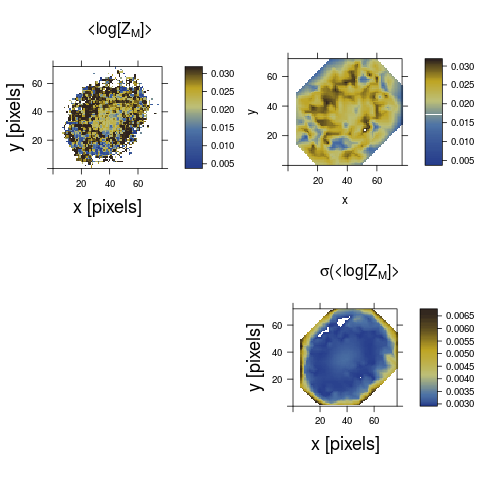 <log[Z_M]>
60
40
20
20 40 60
x [pixels]
y [pixels]
0.030
0.025
0.020
0.015
0.010
0.005
60
40
20
20 40 60
x
y
0.030
0.025
0.020
0.015
0.010
0.005
σ(<log[Z_M]>
60
40
20
20 40 60
x [pixels]
y [pixels]
0.0065
0.0060
0.0055
0.0050
0.0045
0.0040
0.0035
0.0030